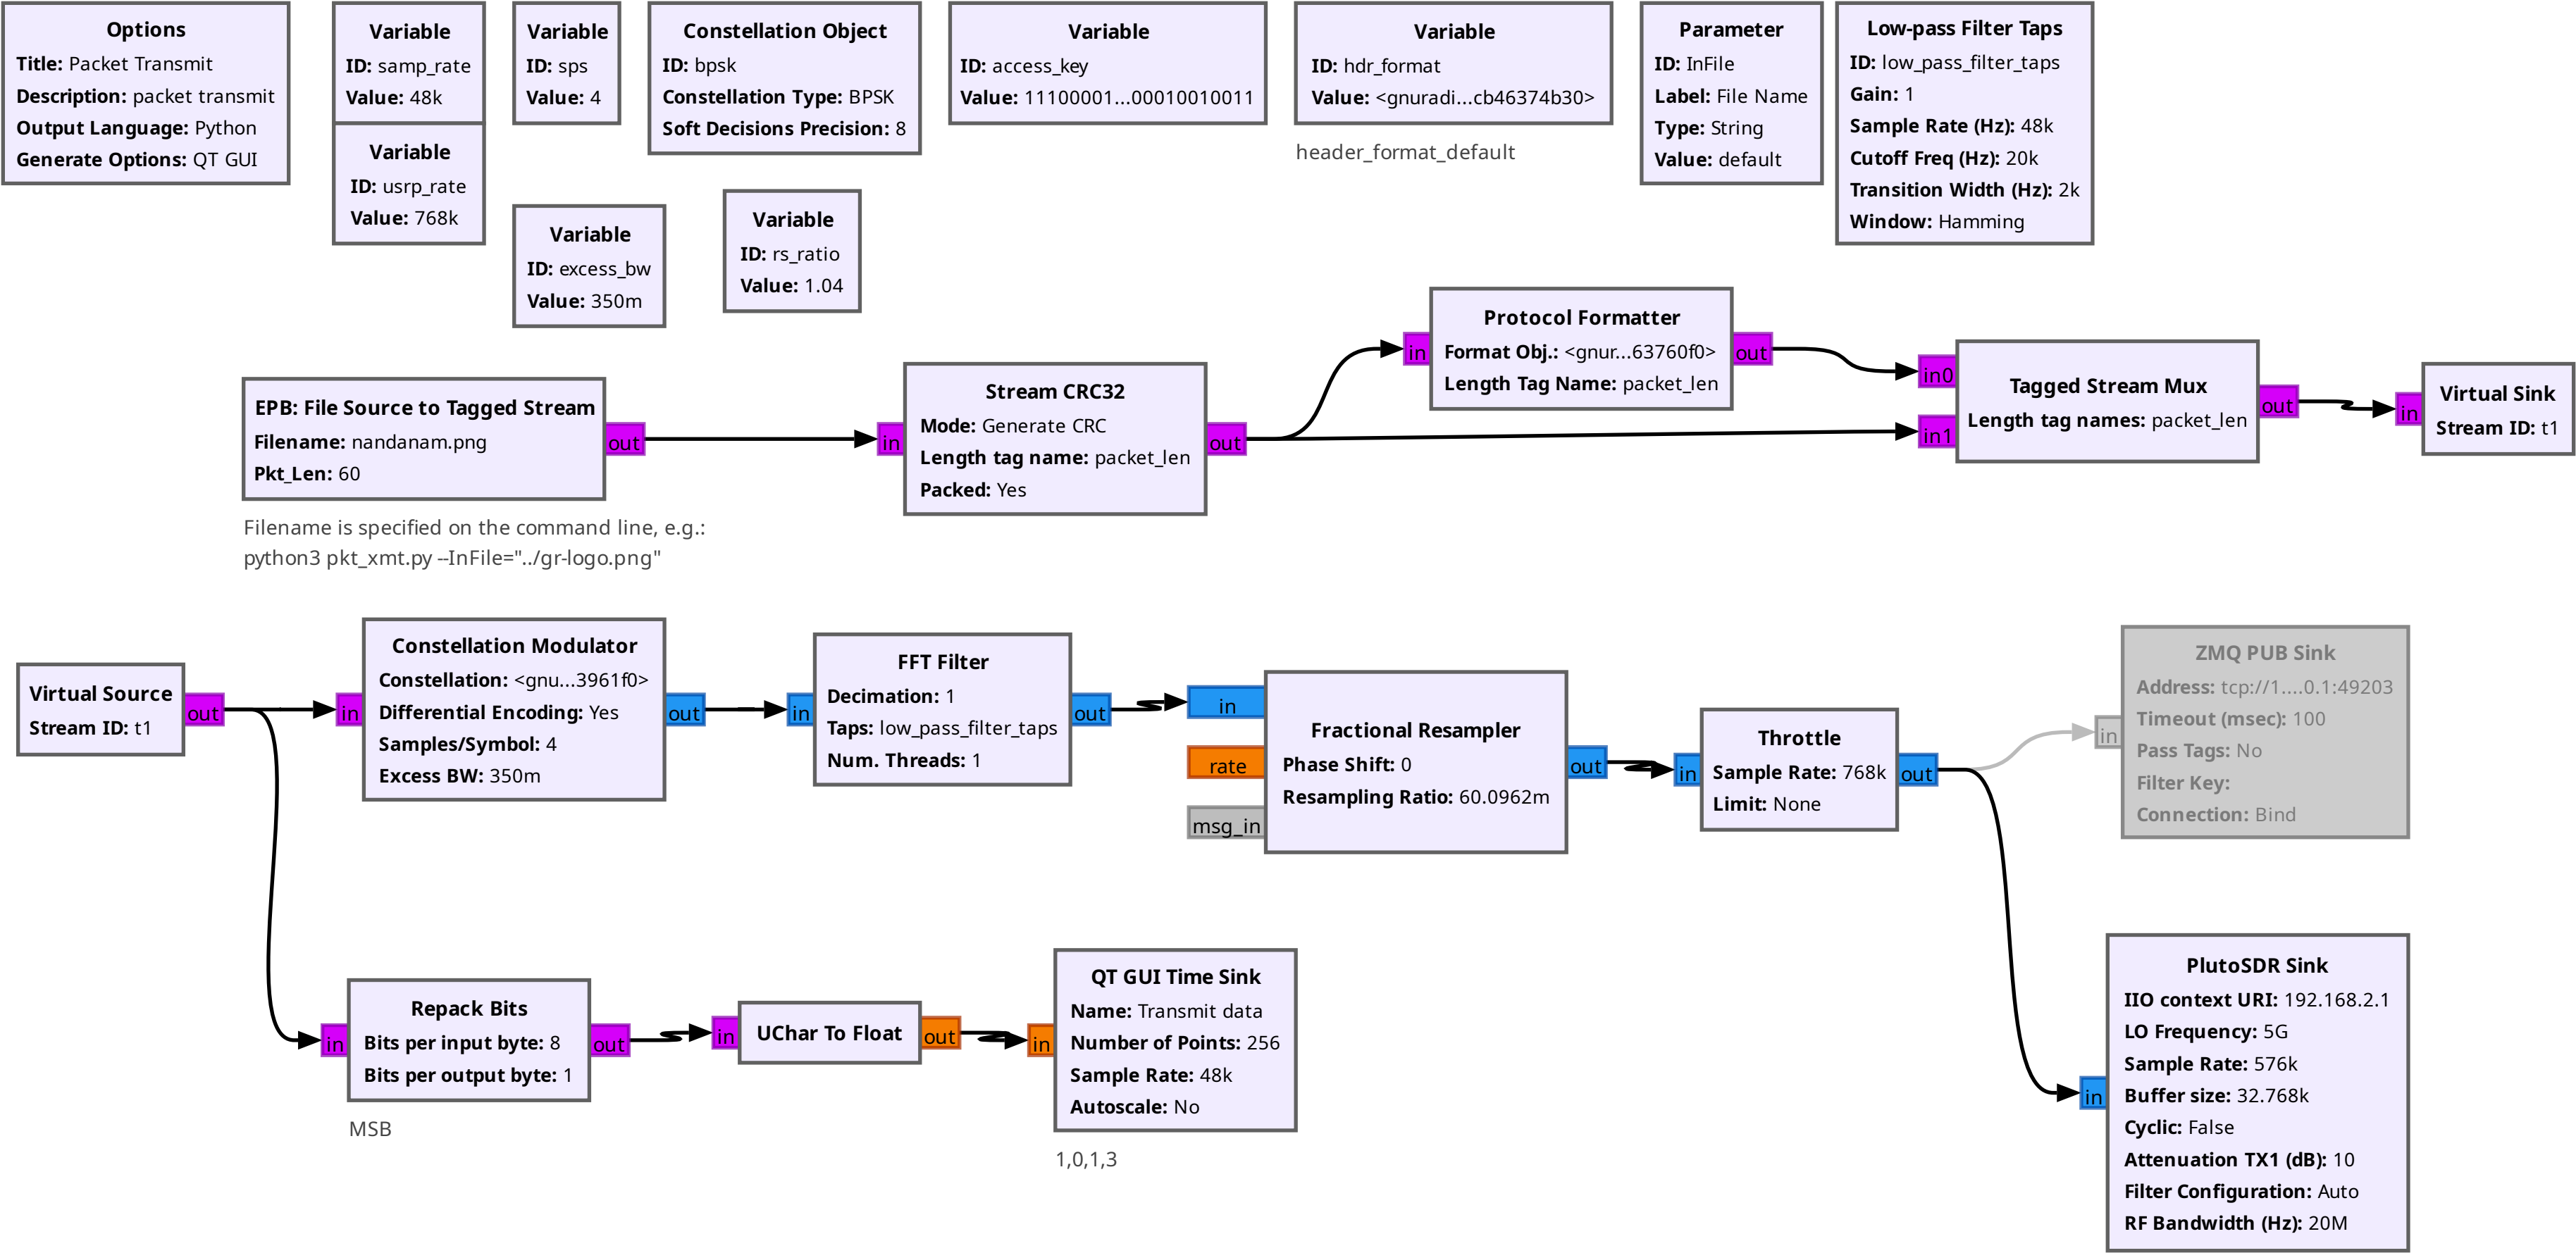 Options
Title: Packet Transmit
Description: packet transmit
Output Language: Python
Generate Options: QT GUI
Variable
ID: samp_rate
Value: 48k
Variable
ID: usrp_rate
Value: 768k
Variable
ID: sps
Value: 4
Constellation Object
ID: bpsk
Constellation Type: BPSK
Soft Decisions Precision: 8
Variable
ID: access_key
Value: 11100001...00010010011
Variable
ID: hdr_format
Value: <gnuradi...cb46374b30>
header_format_default
Parameter
ID: InFile
Label: File Name
Type: String
Value: default
Low-pass Filter Taps
ID: low_pass_filter_taps
Gain: 1
Sample Rate (Hz): 48k
Cutoff Freq (Hz): 20k
Transition Width (Hz): 2k
Window: Hamming
Variable
ID: excess_bw
Value: 350m
Variable
ID: rs_ratio
Value: 1.04
EPB: File Source to Tagged Stream
Filename: nandanam.png
Pkt_Len: 60
out
Filename is specified on the command line, e.g.:
python3 pkt_xmt.py --InFile="../gr-logo.png"
in
Stream CRC32
Mode: Generate CRC
Length tag name: packet_len
Packed: Yes
out
in
Protocol Formatter
Format Obj.: <gnur...63760f0>
Length Tag Name: packet_len
out
in0
in1
Tagged Stream Mux
Length tag names: packet_len
out
in
Virtual Sink
Stream ID: t1
Virtual Source
Stream ID: t1
out
in
Constellation Modulator
Constellation: <gnu...3961f0>
Differential Encoding: Yes
Samples/Symbol: 4
Excess BW: 350m
out
in
FFT Filter
Decimation: 1
Taps: low_pass_filter_taps
Num. Threads: 1
out
in
rate
msg_in
Fractional Resampler
Phase Shift: 0
Resampling Ratio: 60.0962m
out
in
Throttle
Sample Rate: 768k
Limit: None
out
in
ZMQ PUB Sink
Address: tcp://1....0.1:49203
Timeout (msec): 100
Pass Tags: No
Filter Key:
Connection: Bind
in
Repack Bits
Bits per input byte: 8
Bits per output byte: 1
out
MSB
in
UChar To Float
out
in
QT GUI Time Sink
Name: Transmit data
Number of Points: 256
Sample Rate: 48k
Autoscale: No
1,0,1,3
in
PlutoSDR Sink
IIO context URI: 192.168.2.1
LO Frequency: 5G
Sample Rate: 576k
Buffer size: 32.768k
Cyclic: False
Attenuation TX1 (dB): 10
Filter Configuration: Auto
RF Bandwidth (Hz): 20M